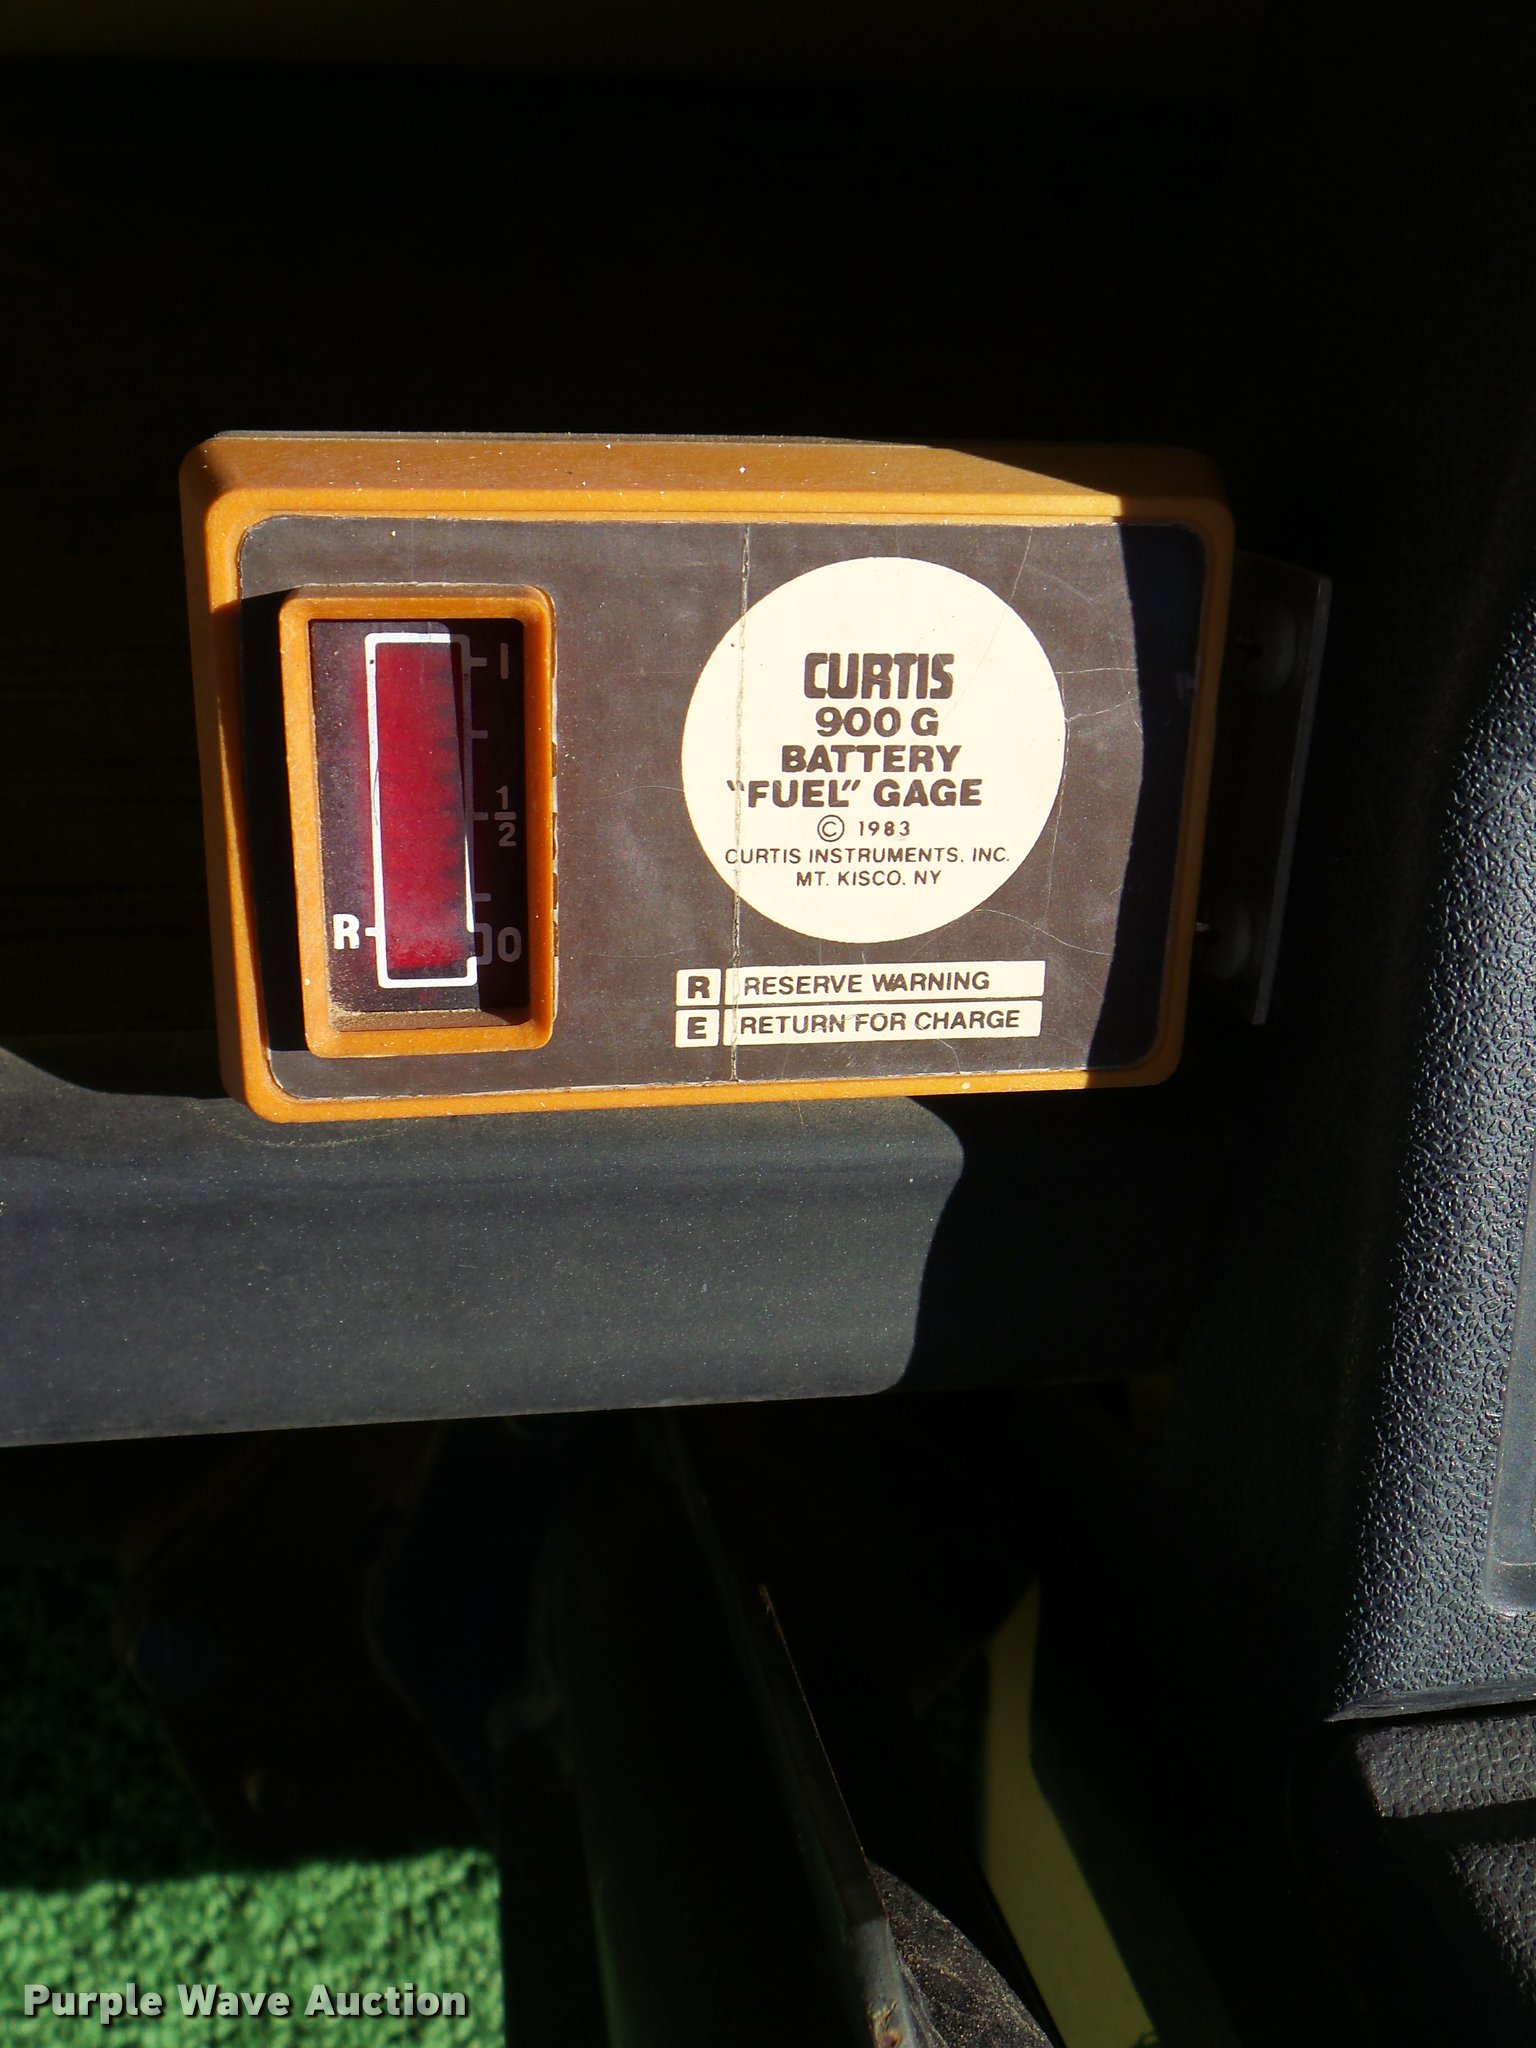 1
1/2
R
0
CURTIS
900 G
BATTERY
"FUEL" GAGE
© 1983
CURTIS INSTRUMENTS, INC.
MT. KISCO, NY
R RESERVE WARNING
E RETURN FOR CHARGE
Purple Wave Auction